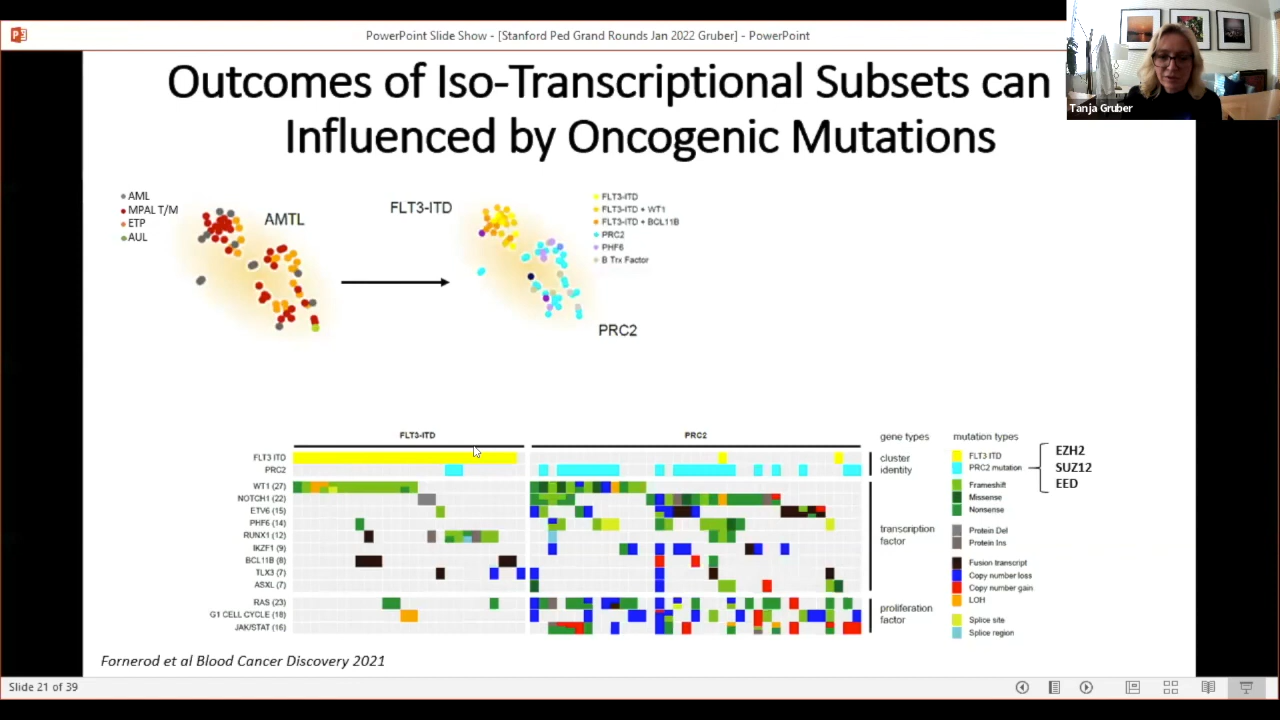 PowerPoint Slide Show - [Stanford Ped Grand Rounds Jan 2022 Gruber] - PowerPoint
Tanja Gruber
Outcomes of Iso-Transcriptional Subsets can
Influenced by Oncogenic Mutations
AML
MPAL T/M
ETP
AUL
AMTL
FLT3-ITD
FLT3-ITD
FLT3-ITD + WT1
FLT3-ITD + BCL11B
PRC2
PHF6
B Trx Factor
PRC2
FLT3-ITD
PRC2
FLT3 ITD
PRC2
WT1 (27)
NOTCH1 (22)
ETV6 (15)
PHF6 (14)
RUNX1 (12)
IKZF1 (9)
BCL11B (8)
TLX3 (7)
ASXL (7)
RAS (23)
G1 CELL CYCLE (18)
JAK/STAT (16)
gene types
cluster
identity
transcription
factor
proliferation
factor
mutation types
FLT3 ITD
PRC2 mutation
Frameshift
Missense
Nonsense
Protein Del
Protein Ins
Fusion transcript
Copy number loss
Copy number gain
LOH
Splice site
Splice region
EZH2
SUZ12
EED
Fornerod et al Blood Cancer Discovery 2021
Slide 21 of 39